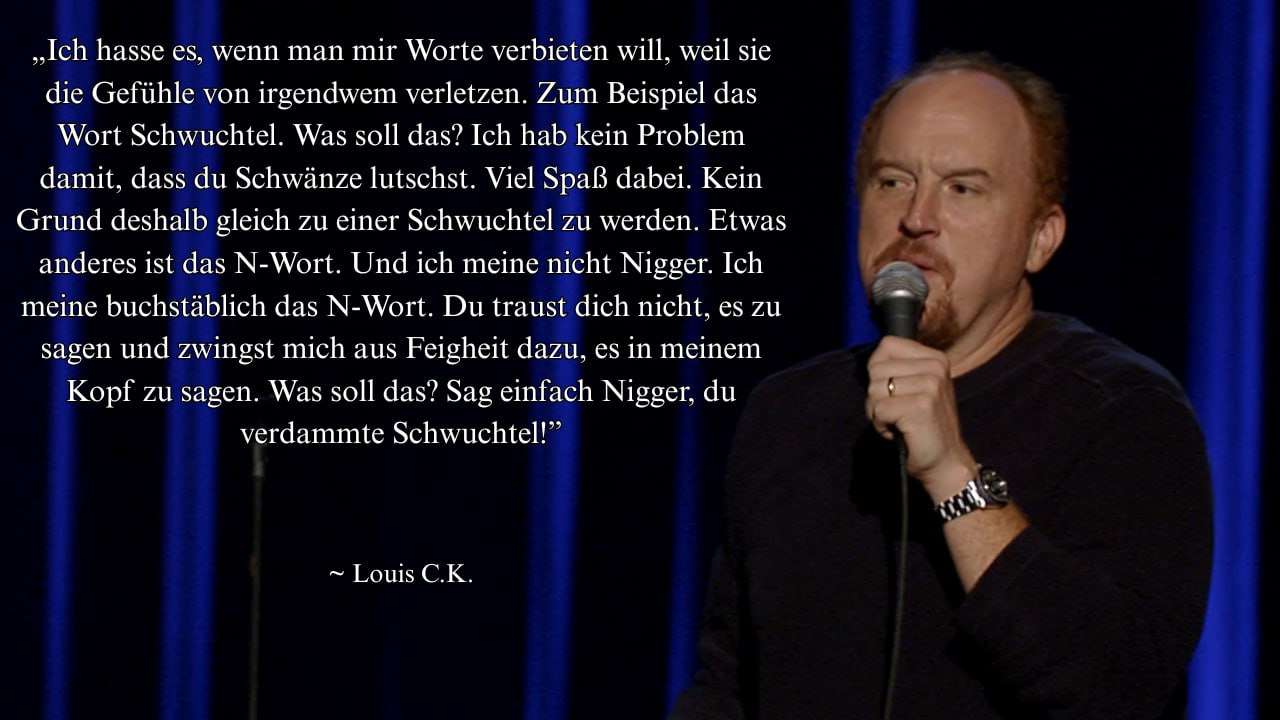 „Ich hasse es, wenn man mir Worte verbieten will, weil sie
die Gefühle von irgendwem verletzen. Zum Beispiel das
Wort Schwuchtel. Was soll das? Ich hab kein Problem
damit, dass du Schwänze lutschst. Viel Spaß dabei. Kein
Grund deshalb gleich zu einer Schwuchtel zu werden. Etwas
anderes ist das N-Wort. Und ich meine nicht Nigger. Ich
meine buchstäblich das N-Wort. Du traust dich nicht, es zu
sagen und zwingst mich aus Feigheit dazu, es in meinem
Kopf zu sagen. Was soll das? Sag einfach Nigger, du
verdammte Schwuchtel!”
~ Louis C.K.